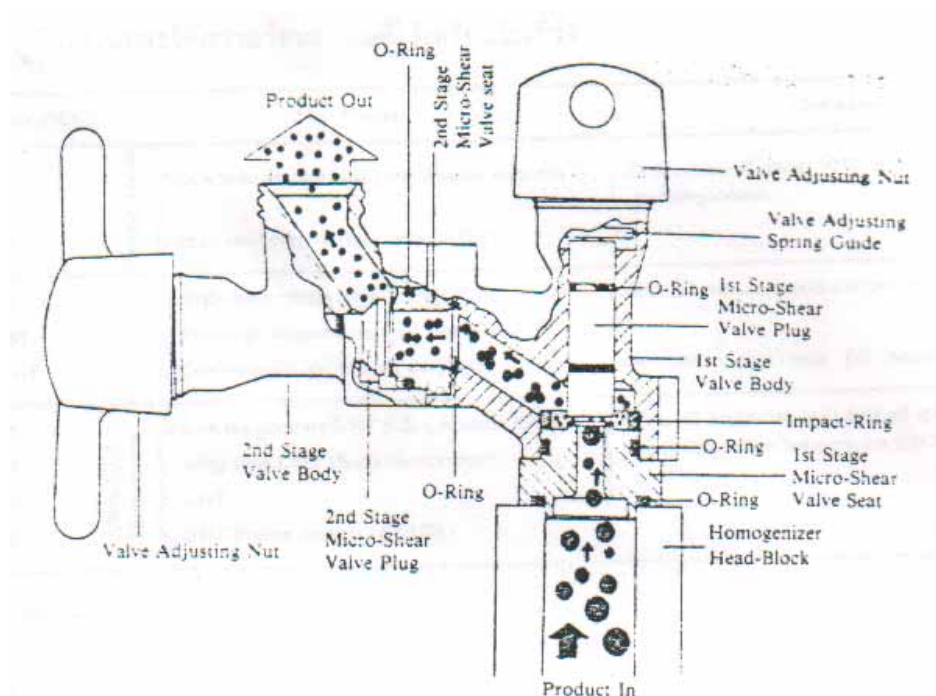 O-Ring
Product Out
2nd Stage
Micro-Shear
Valve seat
Valve Adjusting Nut
Valve Adjusting
Spring Guide
O-Ring
1st Stage
Micro-Shear
Valve Plug
1st Stage
Valve Body
Impact-Ring
O-Ring
1st Stage
Micro-Shear
Valve Seat
O-Ring
Homogenizer
Head-Block
2nd Stage
Valve Body
O-Ring
2nd Stage
Micro-Shear
Valve Plug
Valve Adjusting Nut
Product In